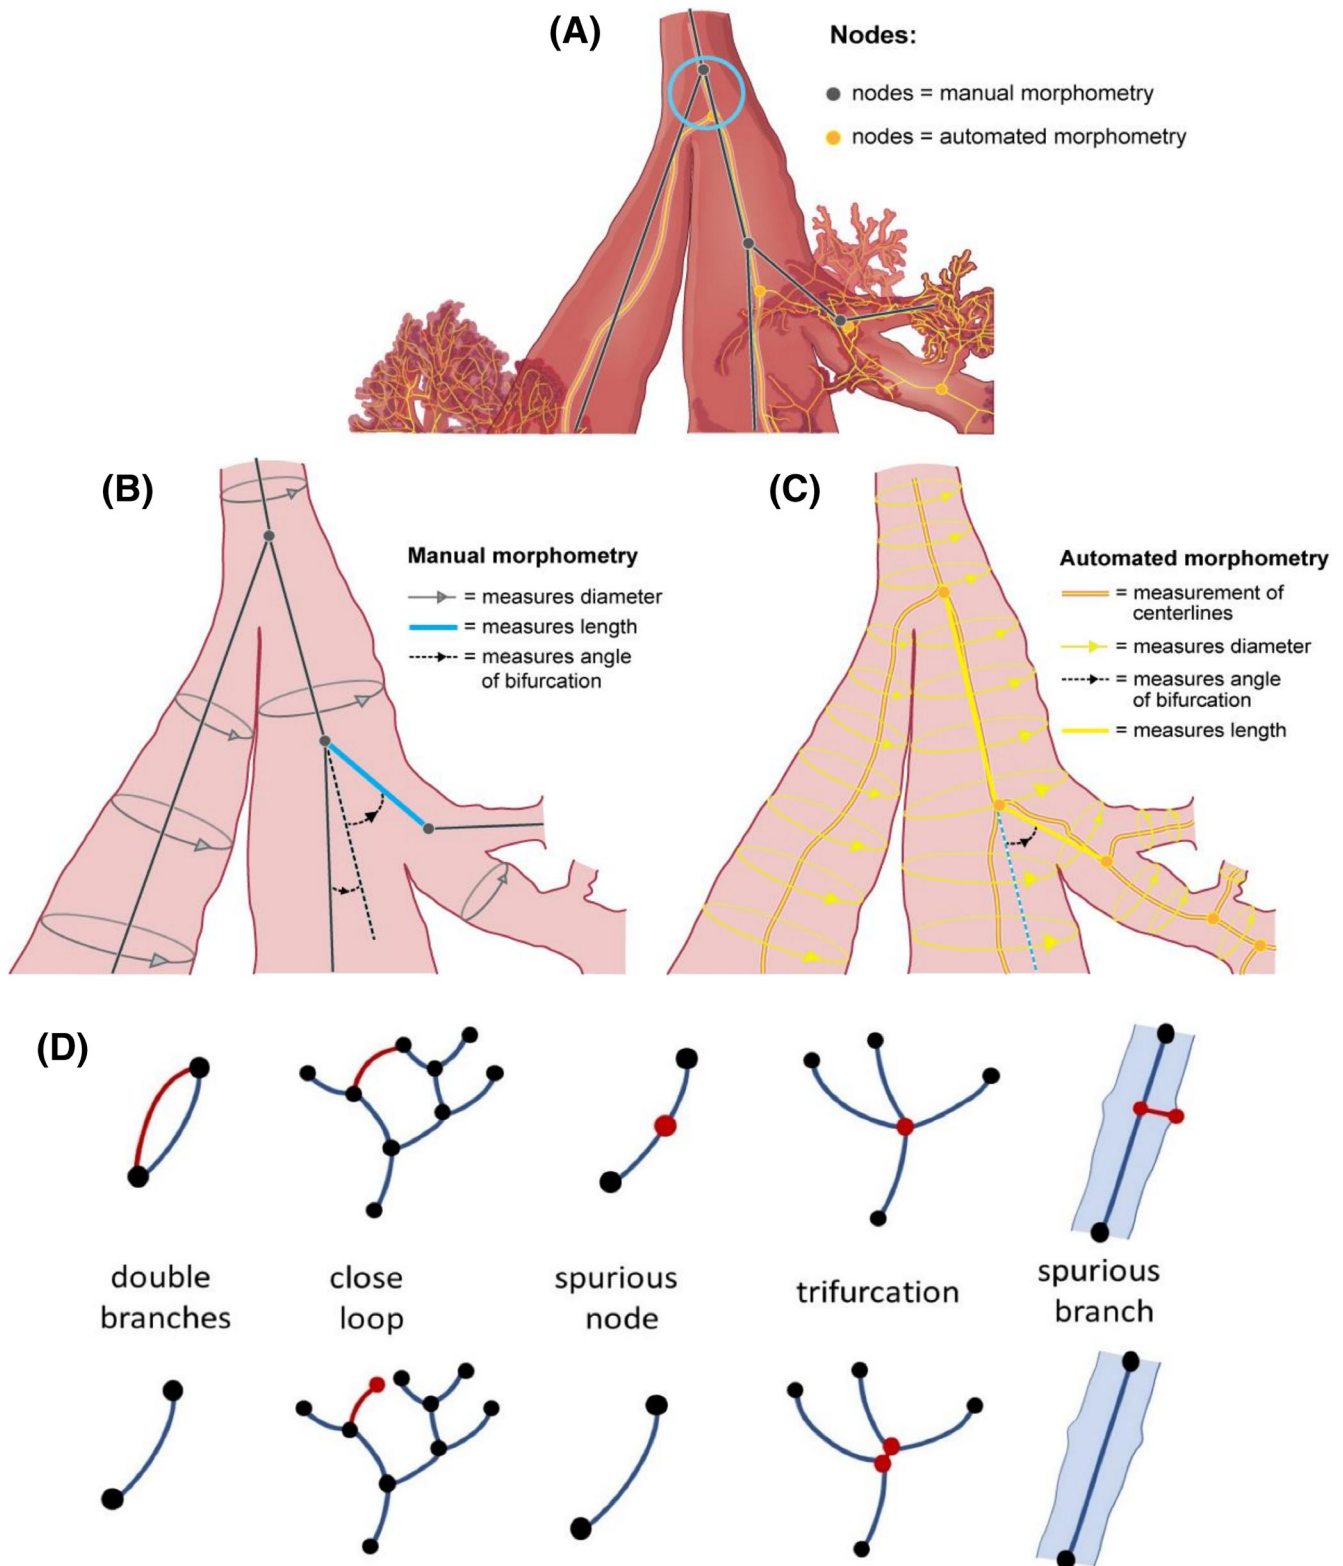 (A)
Nodes:
nodes = manual morphometry
nodes = automated morphometry
(B)
Manual morphometry
= measures diameter
= measures length
= measures angle
of bifurcation
(C)
Automated morphometry
= measurement of
centerlines
= measures diameter
= measures angle
of bifurcation
= measures length
(D)
double
branches
close
loop
spurious
node
trifurcation
spurious
branch